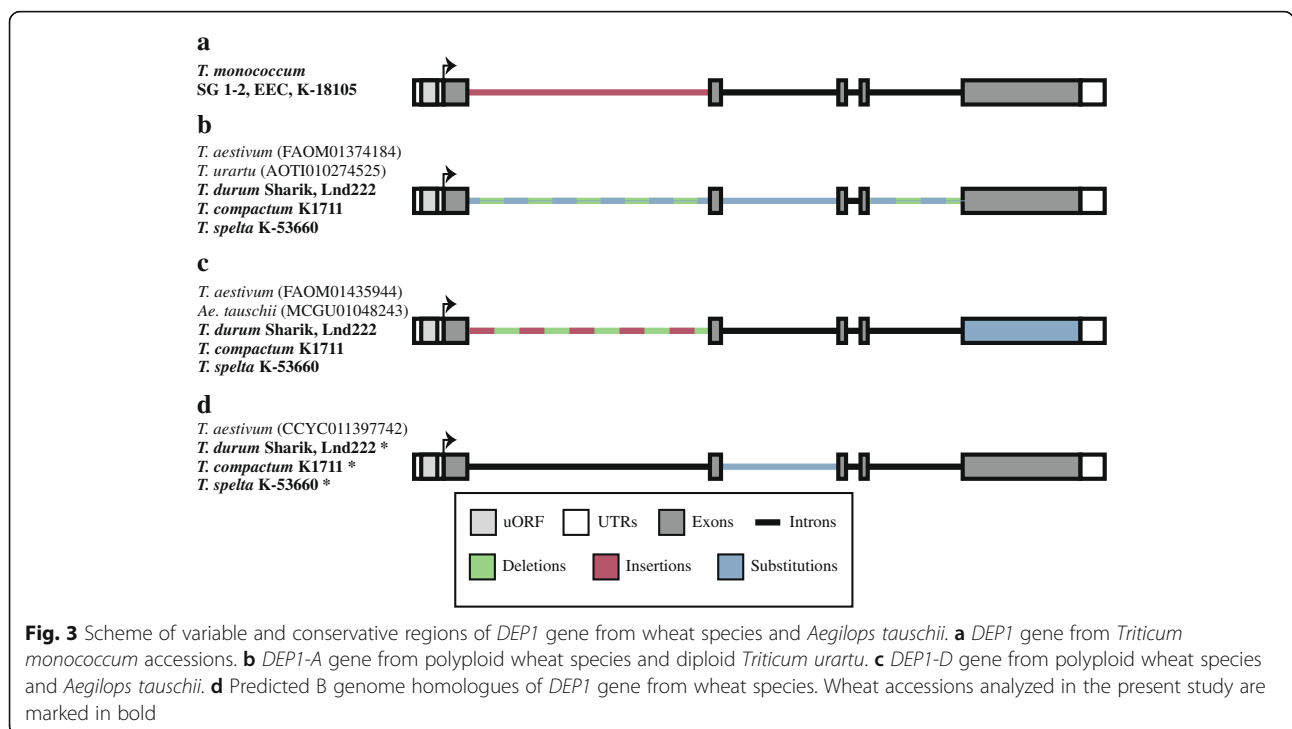 a
T. monococcum
SG 1-2, EEC, K-18105
b
T. aestivum (FAOM01374184)
T. urartu (AOTI010274525)
T. durum Sharik, Lnd222
T. compactum K1711
T. spelta K-53660
c
T. aestivum (FAOM01435944)
Ae. tauschii (MCGU01048243)
T. durum Sharik, Lnd222
T. compactum K1711
T. spelta K-53660
d
T. aestivum (CCYC011397742)
T. durum Sharik, Lnd222 *
T. compactum K1711 *
T. spelta K-53660 *
uORF UTRs Exons Introns
Deletions Insertions Substitutions
Fig. 3 Scheme of variable and conservative regions of DEP1 gene from wheat species and Aegilops tauschii. a DEP1 gene from Triticum
monococcum accessions. b DEP1-A gene from polyploid wheat species and diploid Triticum urartu. c DEP1-D gene from polyploid wheat species
and Aegilops tauschii. d Predicted B genome homologues of DEP1 gene from wheat species. Wheat accessions analyzed in the present study are
marked in bold